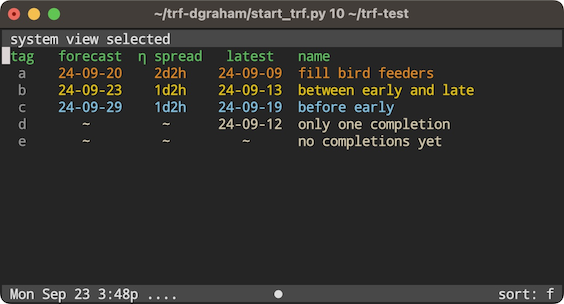 ~/trf-dgraham/start_trf.py 10 ~/trf-test
system view selected
tag forecast η spread latest name
a 24-09-20 2d2h 24-09-09 fill bird feeders
b 24-09-23 1d2h 24-09-13 between early and late
c 24-09-29 1d2h 24-09-19 before early
d ~ ~ 24-09-12 only one completion
e ~ ~ ~ no completions yet
Mon Sep 23 3:48p .... ● sort: f